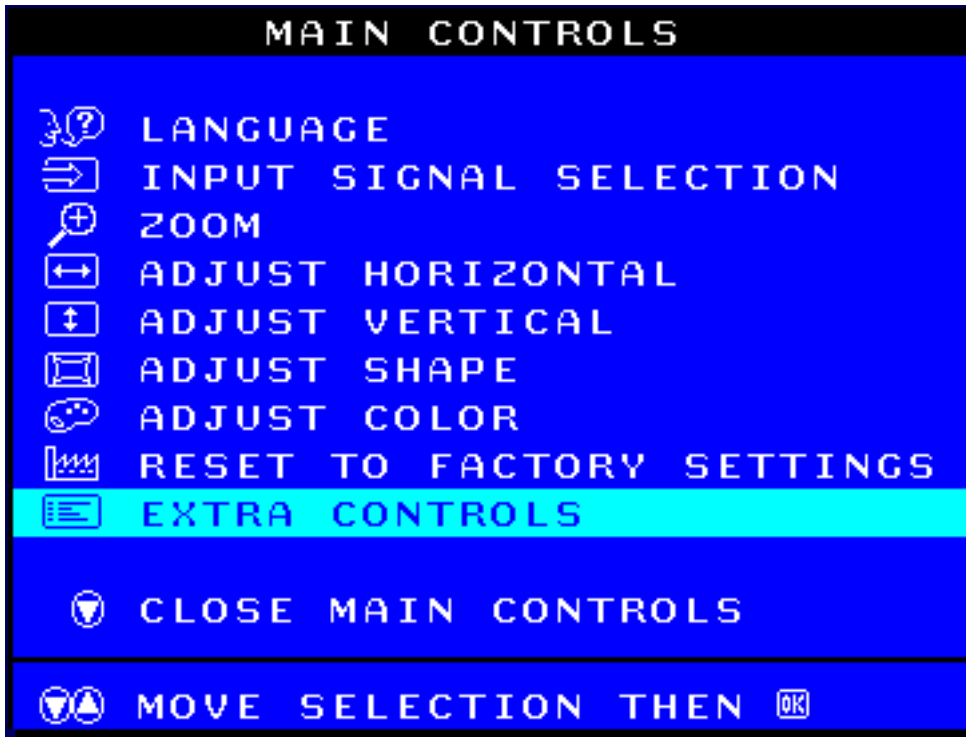 MAIN CONTROLS
LANGUAGE
INPUT SIGNAL SELECTION
ZOOM
ADJUST HORIZONTAL
ADJUST VERTICAL
ADJUST SHAPE
ADJUST COLOR
RESET TO FACTORY SETTINGS
EXTRA CONTROLS
CLOSE MAIN CONTROLS
MOVE SELECTION THEN OK